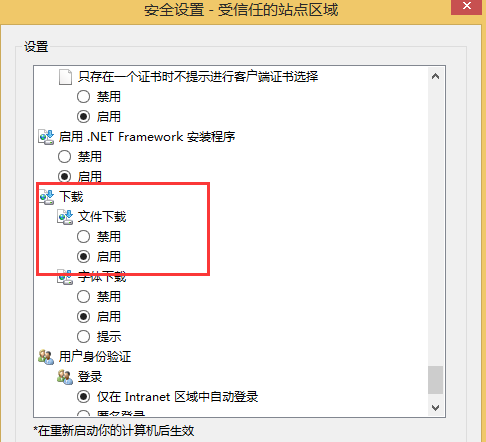 安全设置 - 受信任的站点区域
设置
只存在一个证书时不提示进行客户端证书选择
禁用
启用
启用 .NET Framework 安装程序
禁用
启用
下载
文件下载
禁用
启用
字体下载
禁用
启用
提示
用户身份验证
登录
仅在 Intranet 区域中自动登录
匿名登录
*在重新启动你的计算机后生效